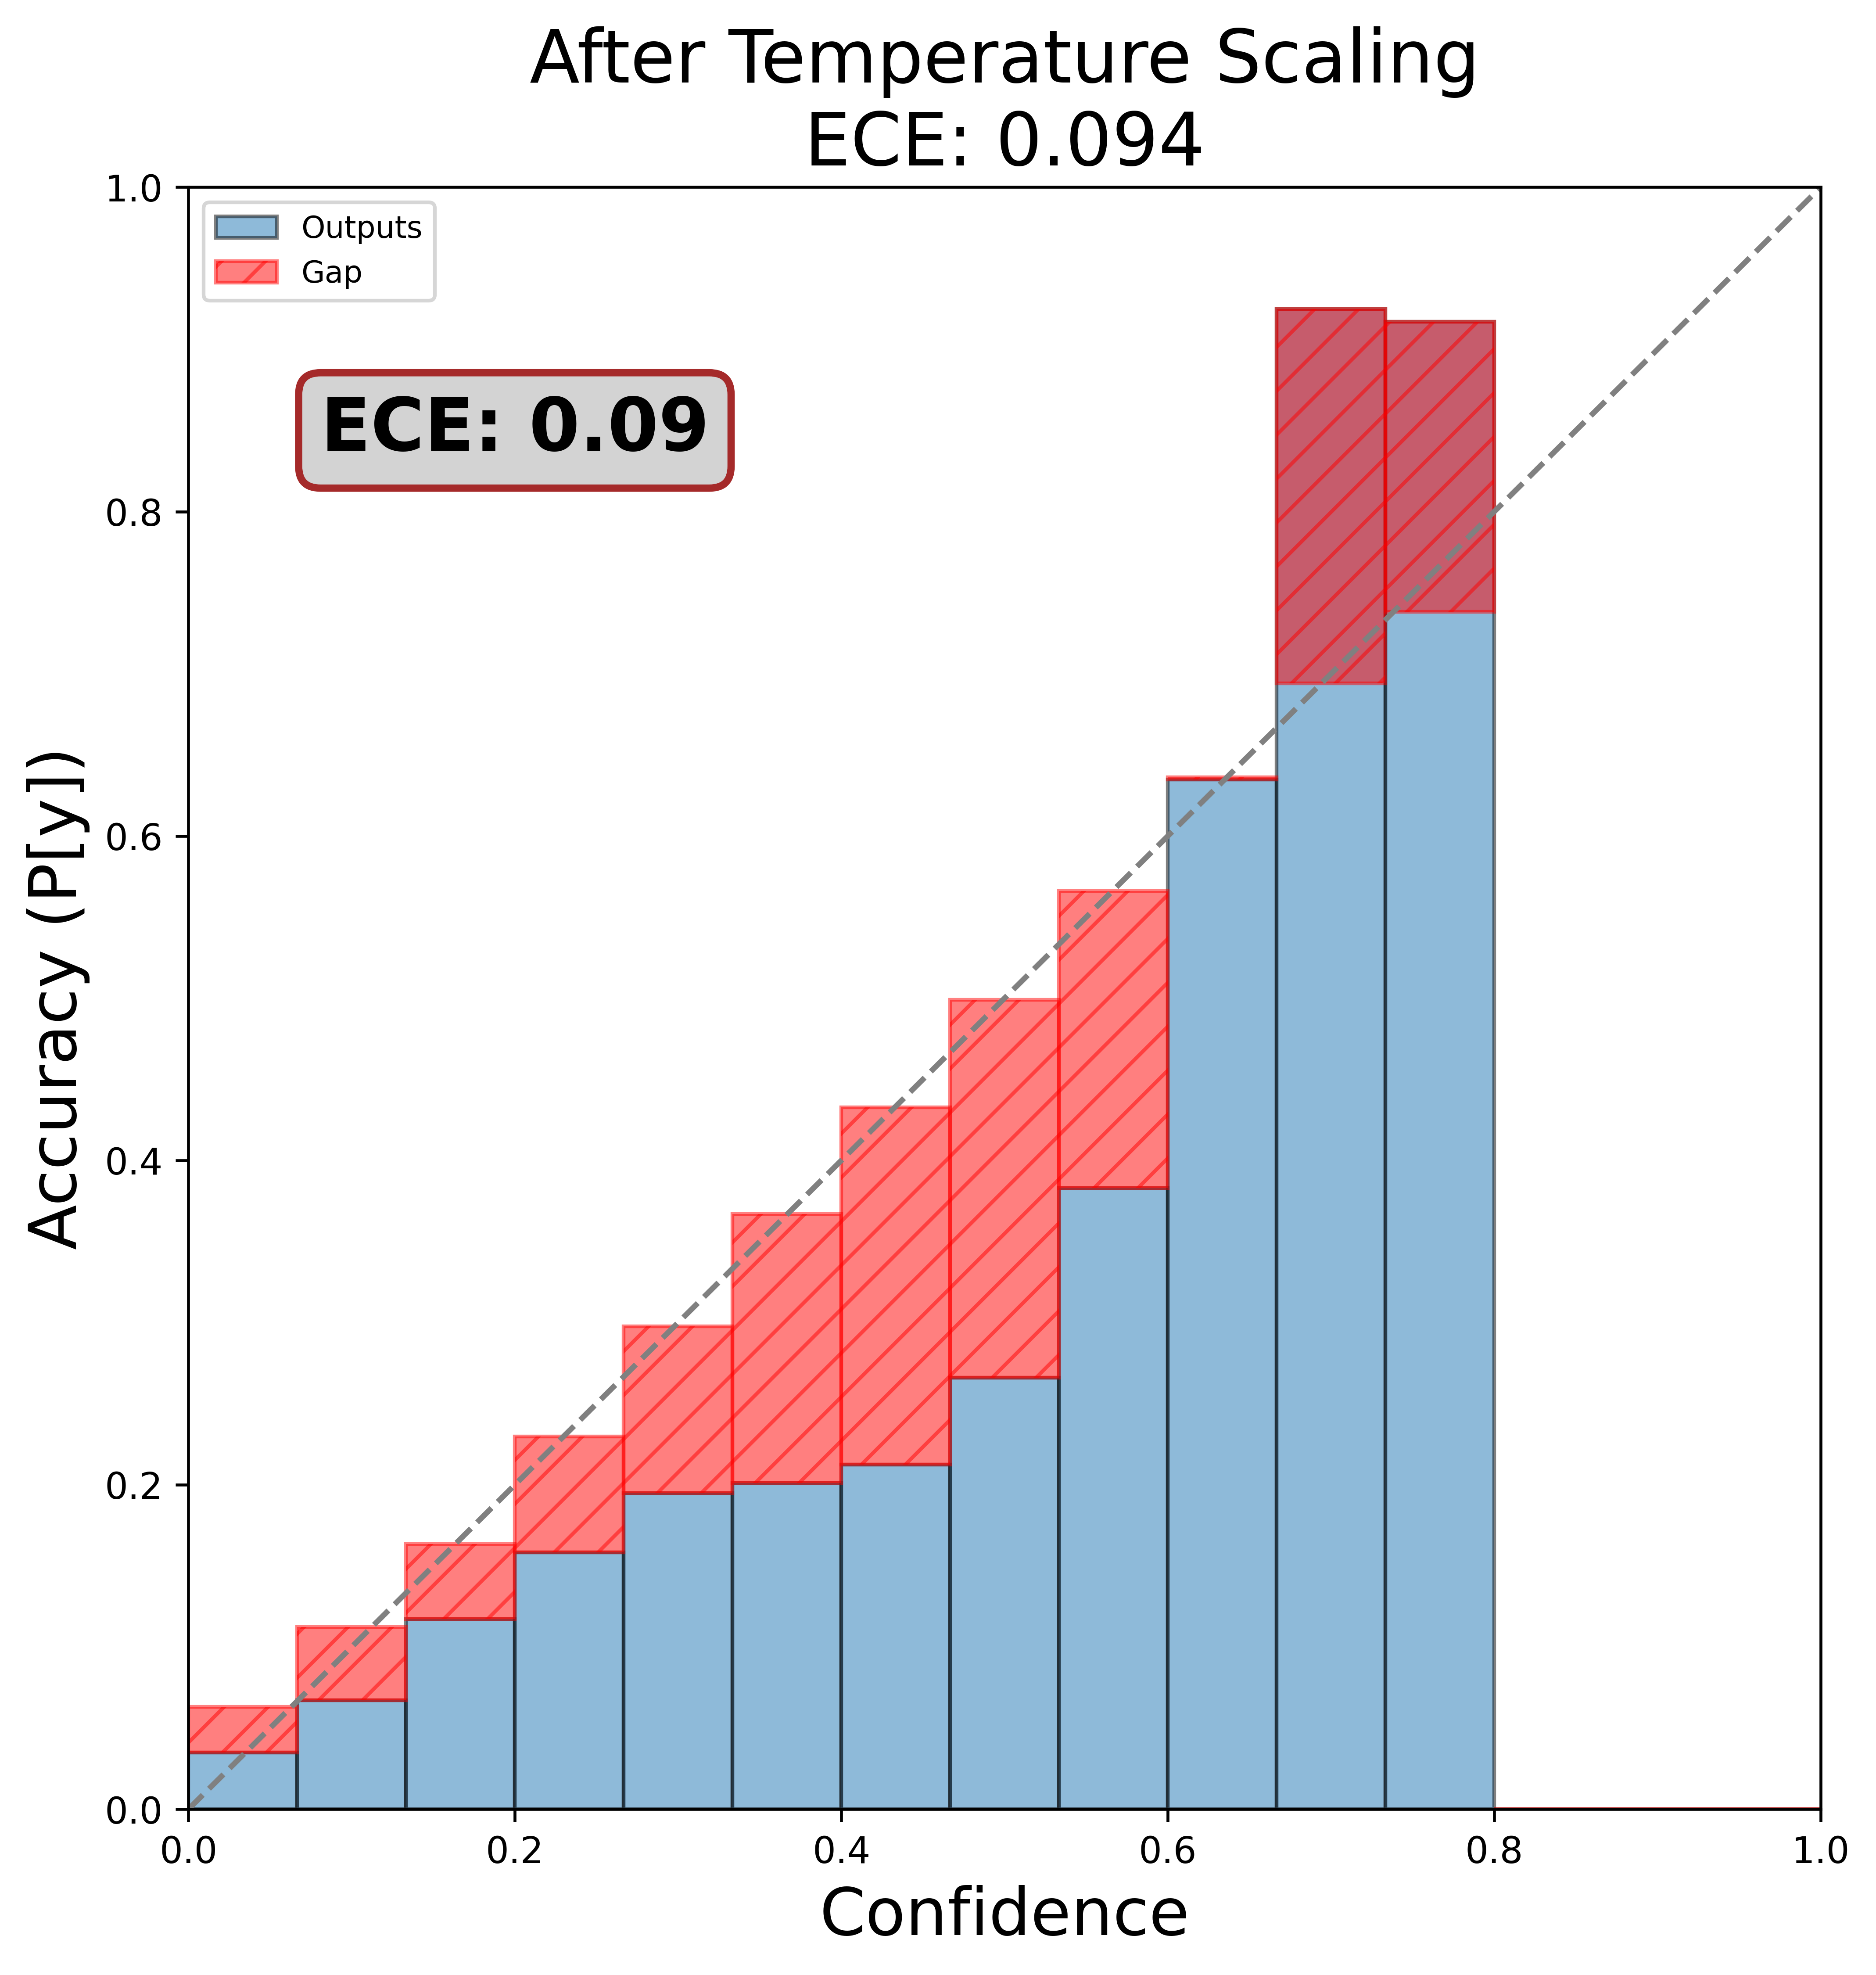 After Temperature Scaling
ECE: 0.094
1.0
Outputs
Gap
ECE: 0.09
0.8
0.6
0.4
0.2
0.0
Accuracy (P[y])
0.0 0.2 0.4 0.6 0.8 1.0
Confidence